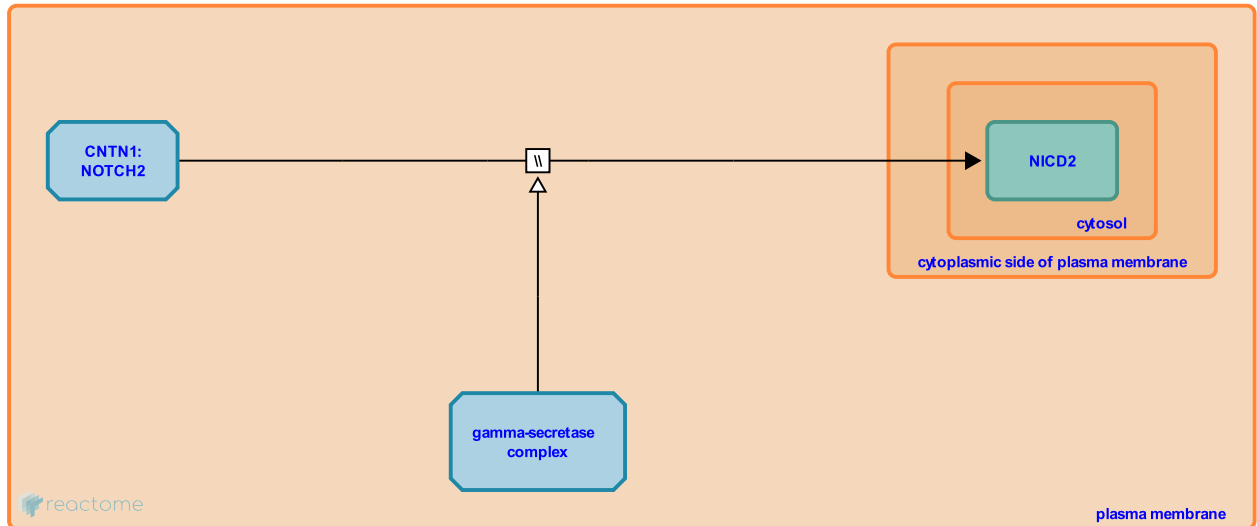 CNTN1:
NOTCH2
\\
NICD2
cytosol
cytoplasmic side of plasma membrane
gamma-secretase
complex
reactome
plasma membrane